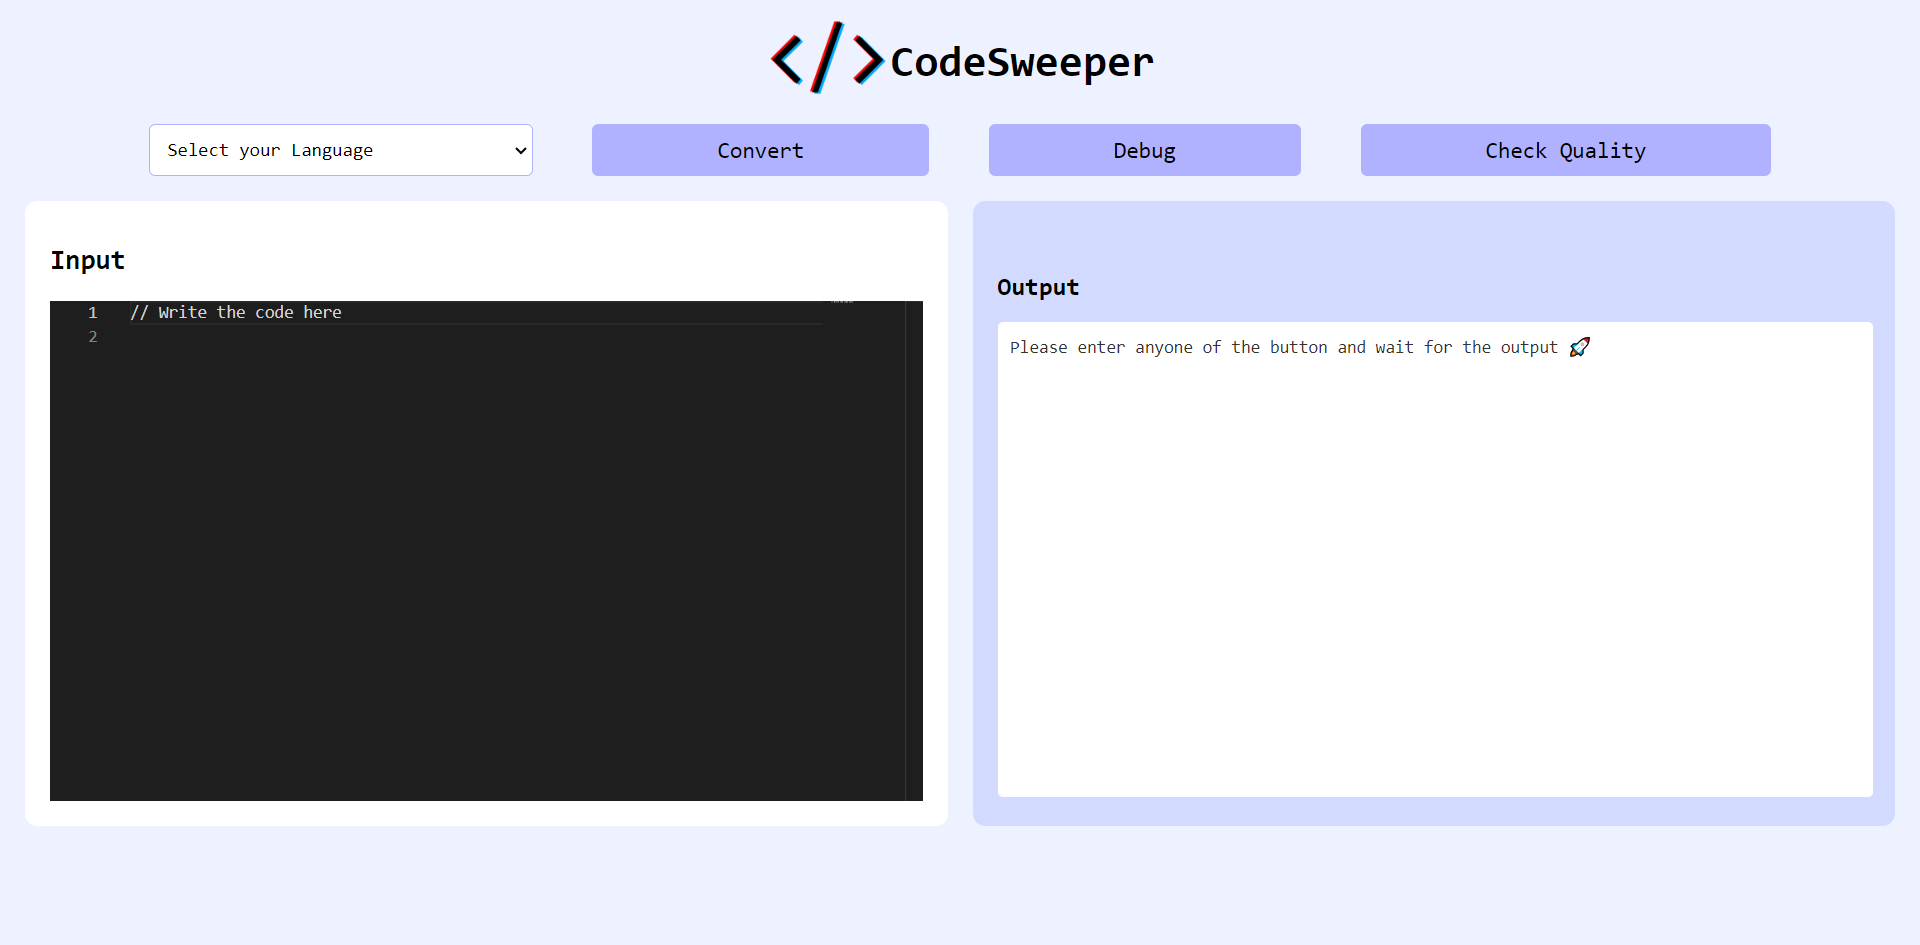 </>CodeSweeper
Select your Language
Convert
Debug
Check Quality
Input
1 // Write the code here
2
Output
Please enter anyone of the button and wait for the output 🚀